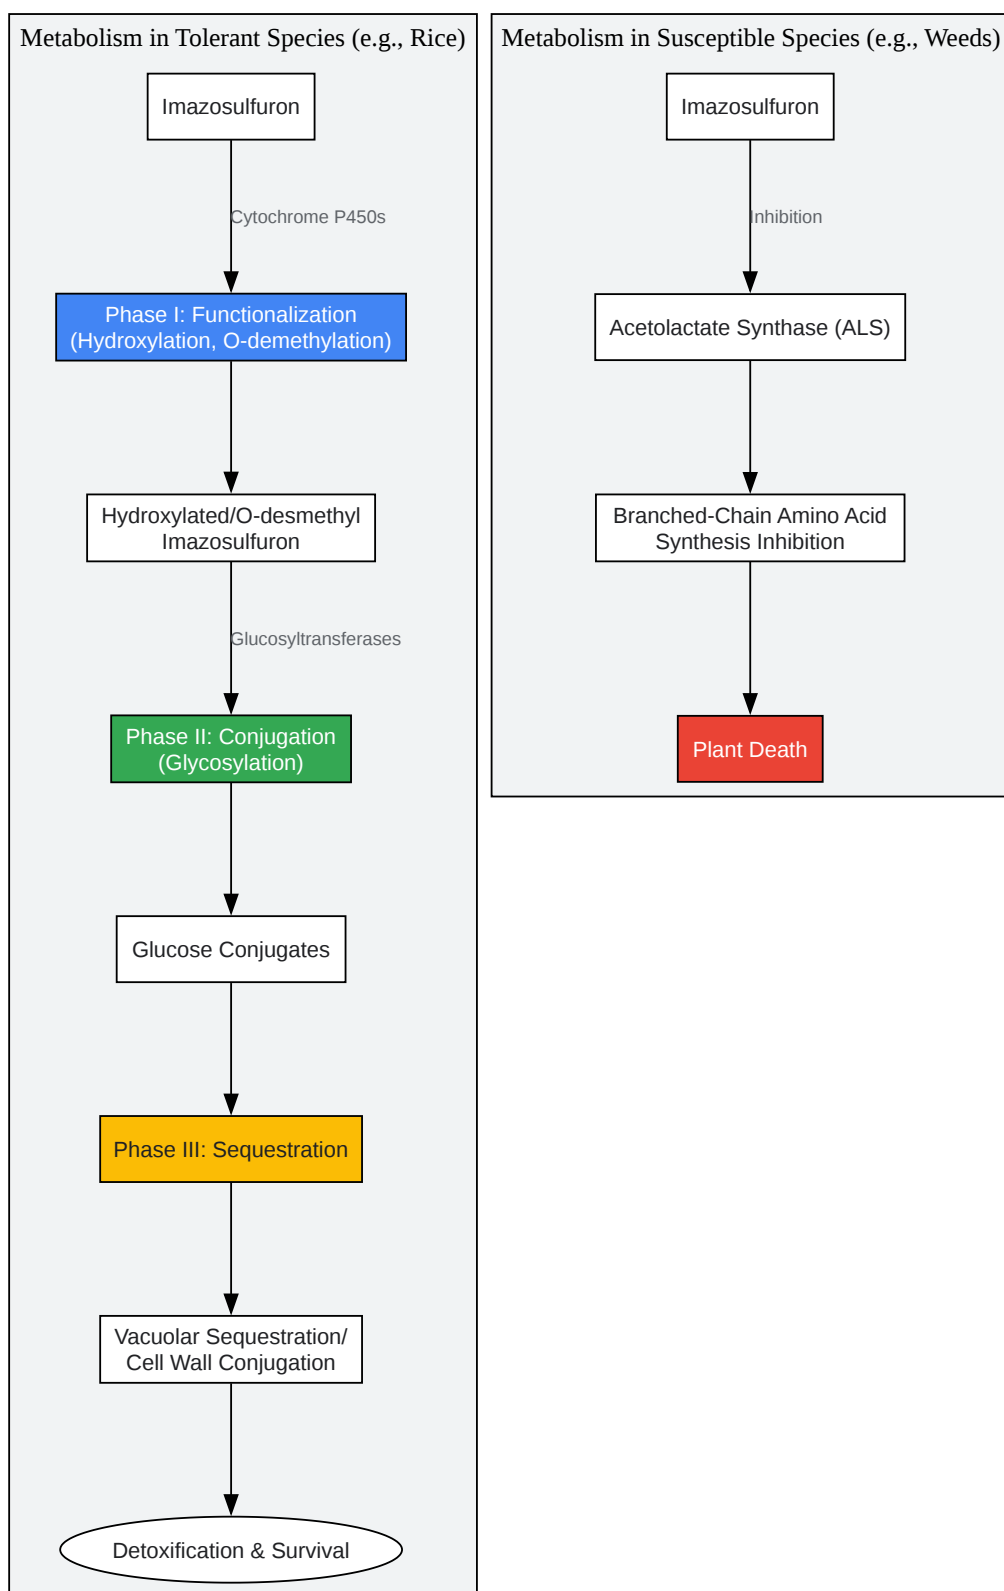 Metabolism in Tolerant Species (e.g., Rice)
Imazosulfuron
Cytochrome P450s
Phase I: Functionalization
(Hydroxylation, O-demethylation)
Hydroxylated/O-desmethyl
Imazosulfuron
Glucosyltransferases
Phase II: Conjugation
(Glycosylation)
Glucose Conjugates
Phase III: Sequestration
Vacuolar Sequestration/
Cell Wall Conjugation
Detoxification & Survival
Metabolism in Susceptible Species (e.g., Weeds)
Imazosulfuron
Inhibition
Acetolactate Synthase (ALS)
Branched-Chain Amino Acid
Synthesis Inhibition
Plant Death